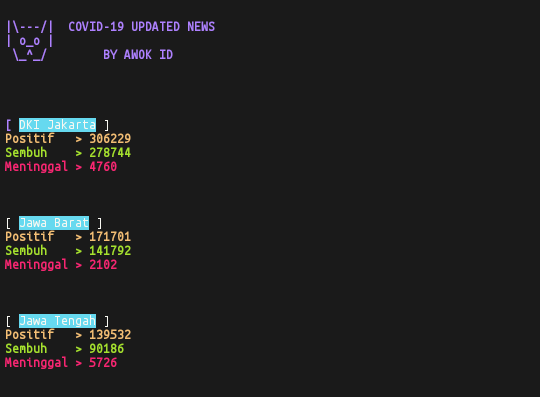 |\---/|  COVID-19 UPDATED NEWS
| o_o |
 \_^_/        BY AWOK ID
[ DKI Jakarta ]
Positif   > 306229
Sembuh    > 278744
Meninggal > 4760
[ Jawa Barat ]
Positif   > 171701
Sembuh    > 141792
Meninggal > 2102
[ Jawa Tengah ]
Positif   > 139532
Sembuh    > 90186
Meninggal > 5726